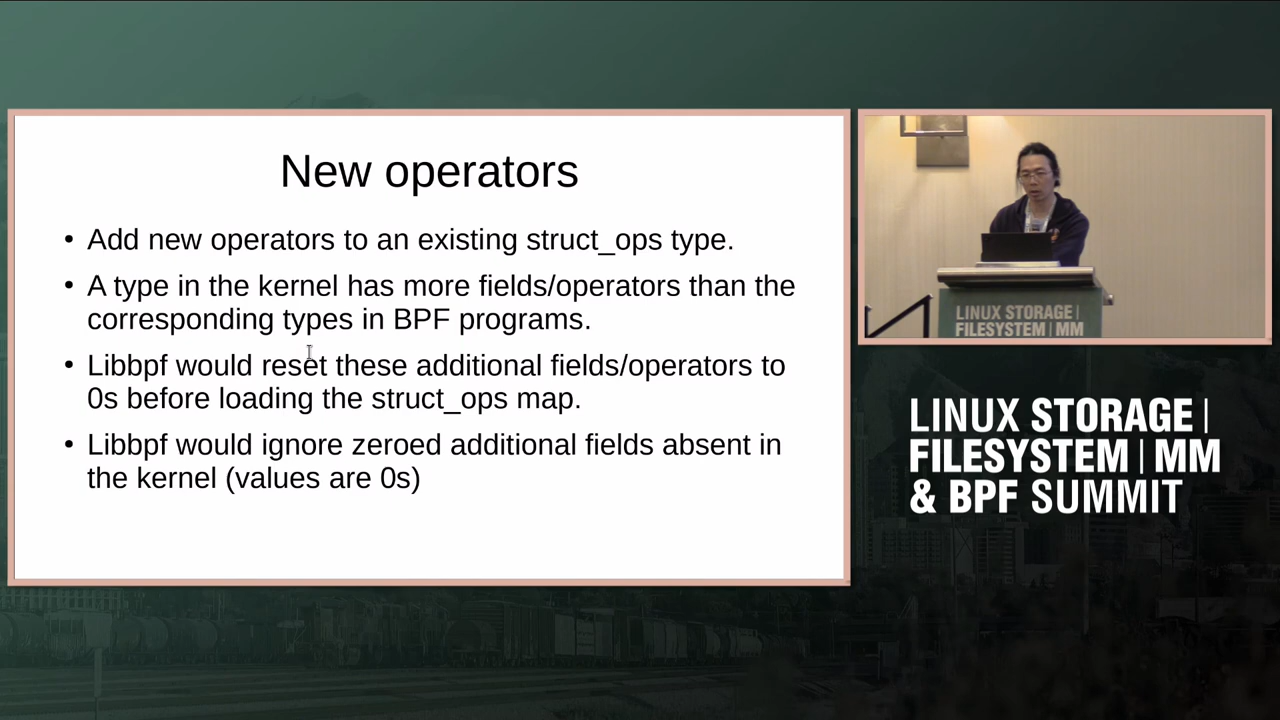 New operators
• Add new operators to an existing struct_ops type.
• A type in the kernel has more fields/operators than the
corresponding types in BPF programs.
• Libbpf would reset these additional fields/operators to
0s before loading the struct_ops map.
• Libbpf would ignore zeroed additional fields absent in
the kernel (values are 0s)
LINUX STORAGE |
FILESYSTEM | MM
LINUX STORAGE |
FILESYSTEM | MM
& BPF SUMMIT